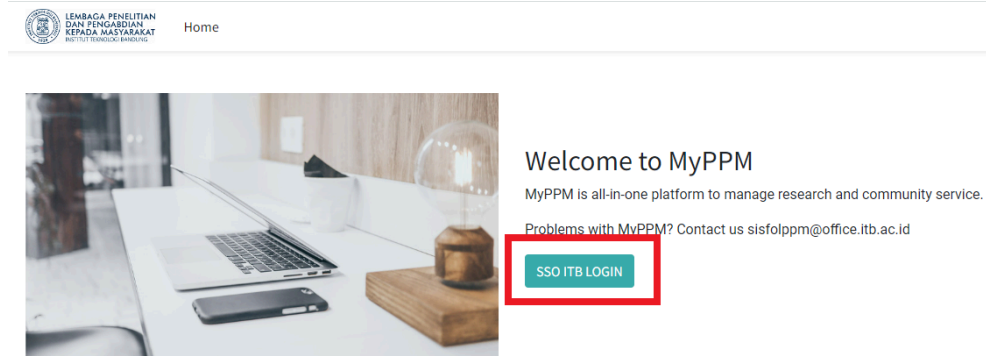 LEMBAGA PENELITIAN
DAN PENGABDIAN
KEPADA MASYARAKAT
INSTITUT TEKNOLOGI BANDUNG
Home
Welcome to MyPPM
MyPPM is all-in-one platform to manage research and community service.
Problems with MyPPM? Contact us sisfolppm@office.itb.ac.id
SSO ITB LOGIN